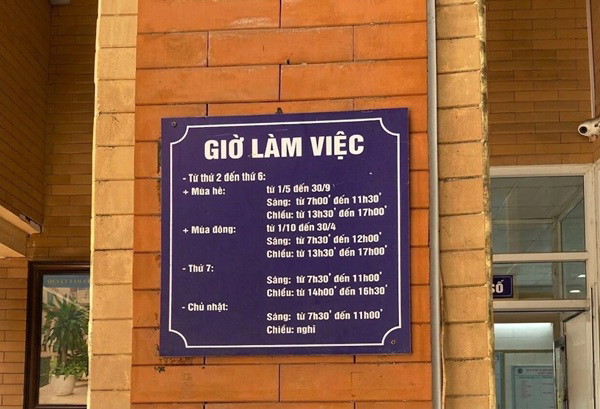 GIỜ LÀM VIỆC
- Từ thứ 2 đến thứ 6:
+ Mùa hè: từ 1/5 đến 30/9
Sáng: từ 7h00' đến 11h30'
Chiều: từ 13h30' đến 17h00'
+ Mùa đông: từ 1/10 đến 30/4
Sáng: từ 7h30' đến 12h00'
Chiều: từ 13h30' đến 17h00'
- Thứ 7:
Sáng: từ 7h30' đến 11h00'
Chiều: từ 14h00' đến 16h30'
- Chủ nhật:
Sáng: từ 7h30' đến 11h00'
Chiều: nghỉ
SỐ